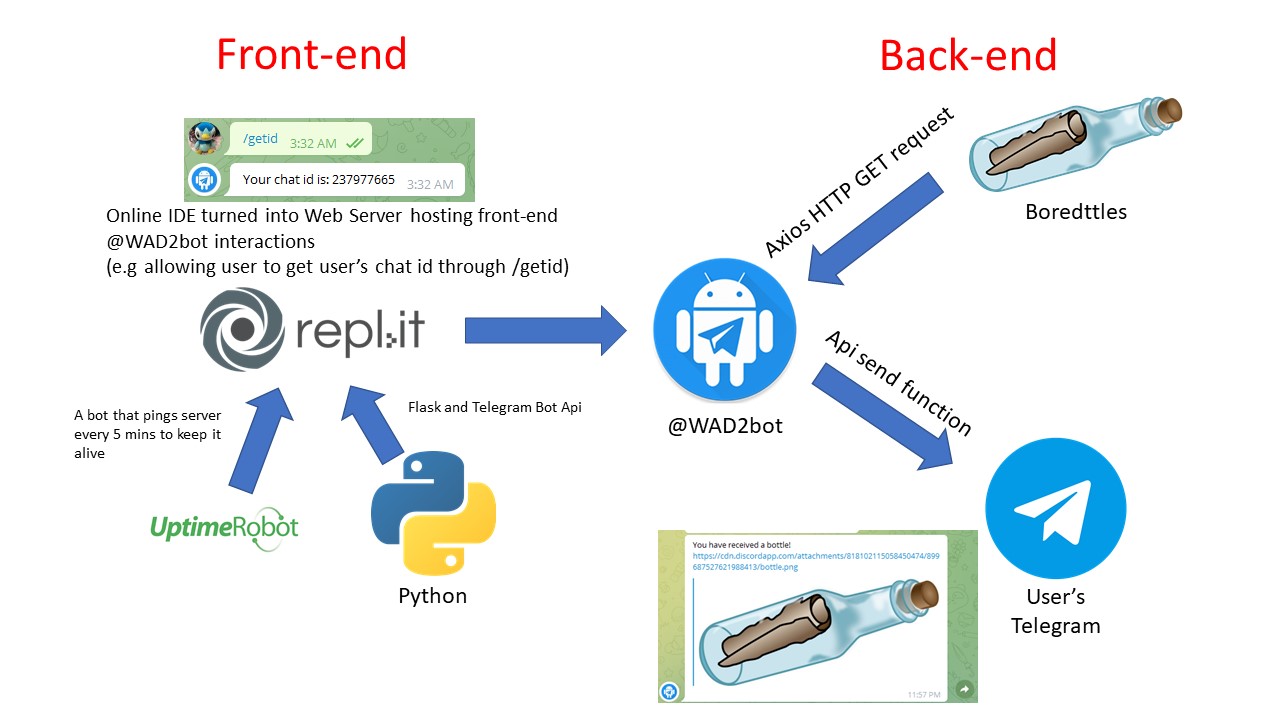 Front-end
Back-end
/getid 3:32 AM
Your chat id is: 237977665 3:32 AM
Online IDE turned into Web Server hosting front-end
@WAD2bot interactions
(e.g allowing user to get user's chat id through /getid)
repl.it
A bot that pings server
every 5 mins to keep it
alive
Flask and Telegram Bot Api
UptimeRobot
Python
Axios HTTP GET request
Boredttles
@WAD2bot
Api send function
User's
Telegram
You have received a bottle!
https://cdn.discordapp.com/attachments/818102115058450474/899
687527621988413/bottle.png
11:57 PM